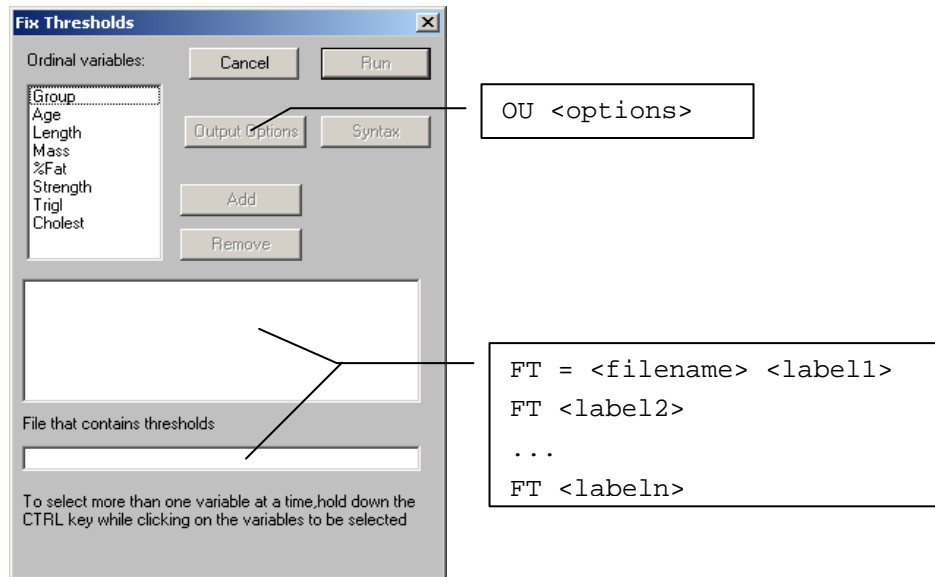 Fix Thresholds
Ordinal variables:
Cancel
Run
Group
Age
Length
Mass
%Fat
Strength
Trigl
Cholest
Output Options
Syntax
Add
Remove
OU <options>
FT = <filename> <label1>
FT <label2>
...
FT <labeln>
File that contains thresholds
To select more than one variable at a time,hold down the
CTRL key while clicking on the variables to be selected